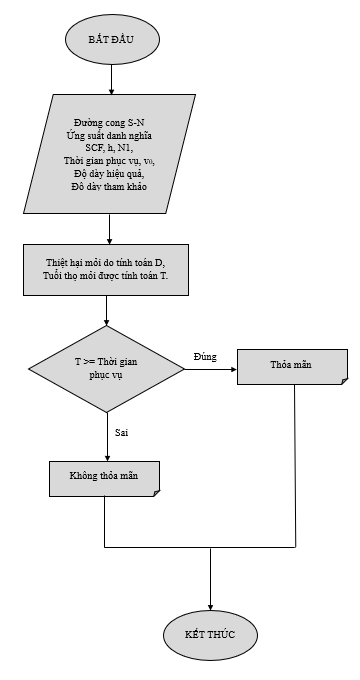 BẮT ĐẦU
Đường cong S-N
Ứng suất danh nghĩa
SCF, h, N1,
Thời gian phục vụ, ν₀,
Độ dày hiệu quả,
Đô dày tham khảo
Thiệt hại mỏi do tính toán D,
Tuổi thọ mỏi được tính toán T.
T >= Thời gian
phục vụ
Đúng
Thỏa mãn
Sai
Không thỏa mãn
KẾT THÚC